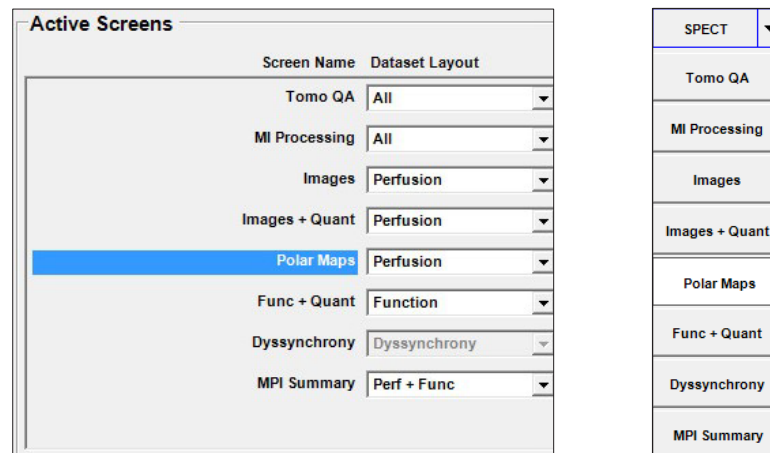 Active Screens
Screen Name Dataset Layout
Tomo QA All
MI Processing All
Images Perfusion
Images + Quant Perfusion
Polar Maps Perfusion
Func + Quant Function
Dyssynchrony Dyssynchrony
MPI Summary Perf + Func
SPECT
Tomo QA
MI Processing
Images
Images + Quant
Polar Maps
Func + Quant
Dyssynchrony
MPI Summary